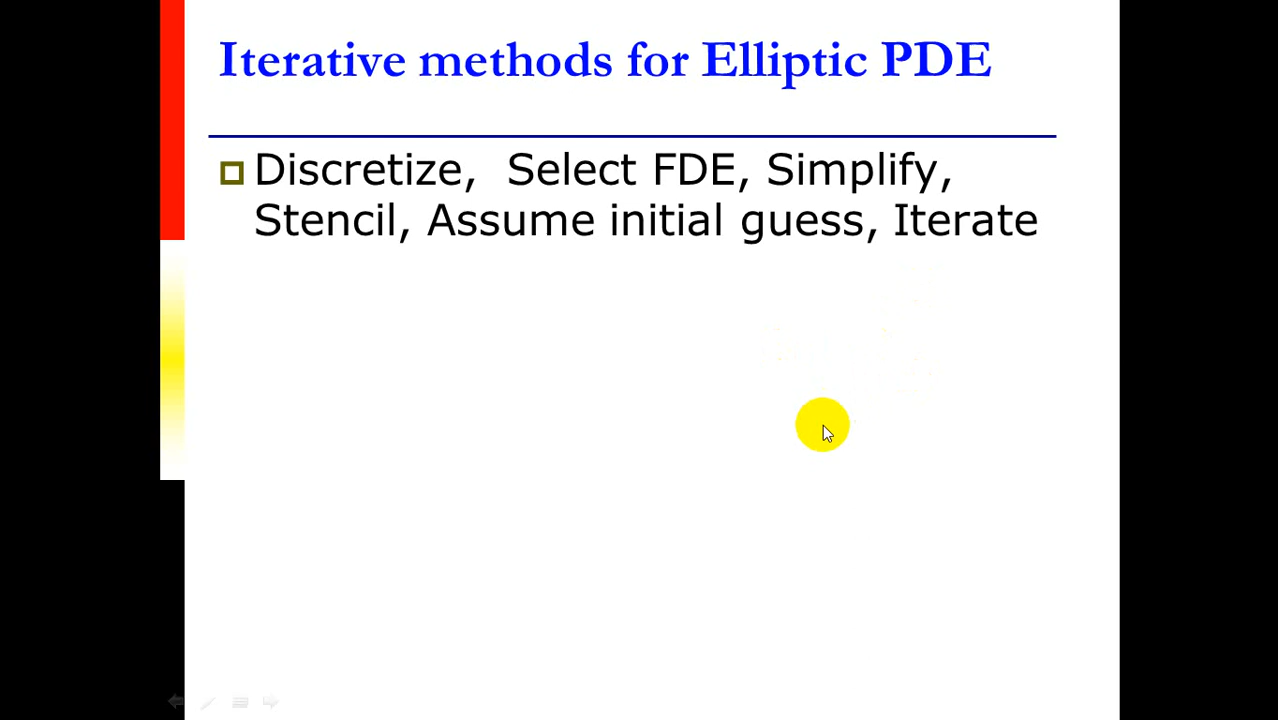 Iterative methods for Elliptic PDE
Discretize, Select FDE, Simplify,
Stencil, Assume initial guess, Iterate